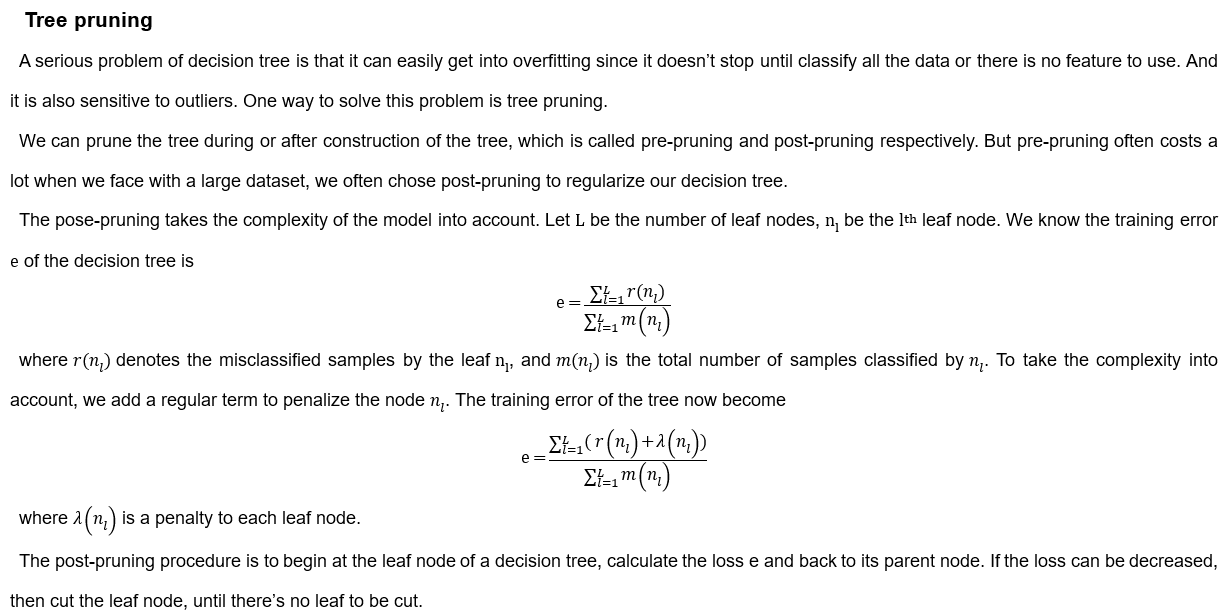 Tree pruning
A serious problem of decision tree is that it can easily get into overfitting since it doesn't stop until classify all the data or there is no feature to use. And
it is also sensitive to outliers. One way to solve this problem is tree pruning.
We can prune the tree during or after construction of the tree, which is called pre-pruning and post-pruning respectively. But pre-pruning often costs a
lot when we face with a large dataset, we often chose post-pruning to regularize our decision tree.
The pose-pruning takes the complexity of the model into account. Let L be the number of leaf nodes, n_l be the l^th leaf node. We know the training error
e of the decision tree is
e = \frac{∑_{l=1}^{L} r(n_l)}{∑_{l=1}^{L} m(n_l)}
where r(n_l) denotes the misclassified samples by the leaf n_l, and m(n_l) is the total number of samples classified by n_l. To take the complexity into
account, we add a regular term to penalize the node n_l. The training error of the tree now become
e = \frac{∑_{l=1}^{L} (r(n_l)+λ(n_l))}{∑_{l=1}^{L} m(n_l)}
where λ(n_l) is a penalty to each leaf node.
The post-pruning procedure is to begin at the leaf node of a decision tree, calculate the loss e and back to its parent node. If the loss can be decreased,
then cut the leaf node, until there's no leaf to be cut.